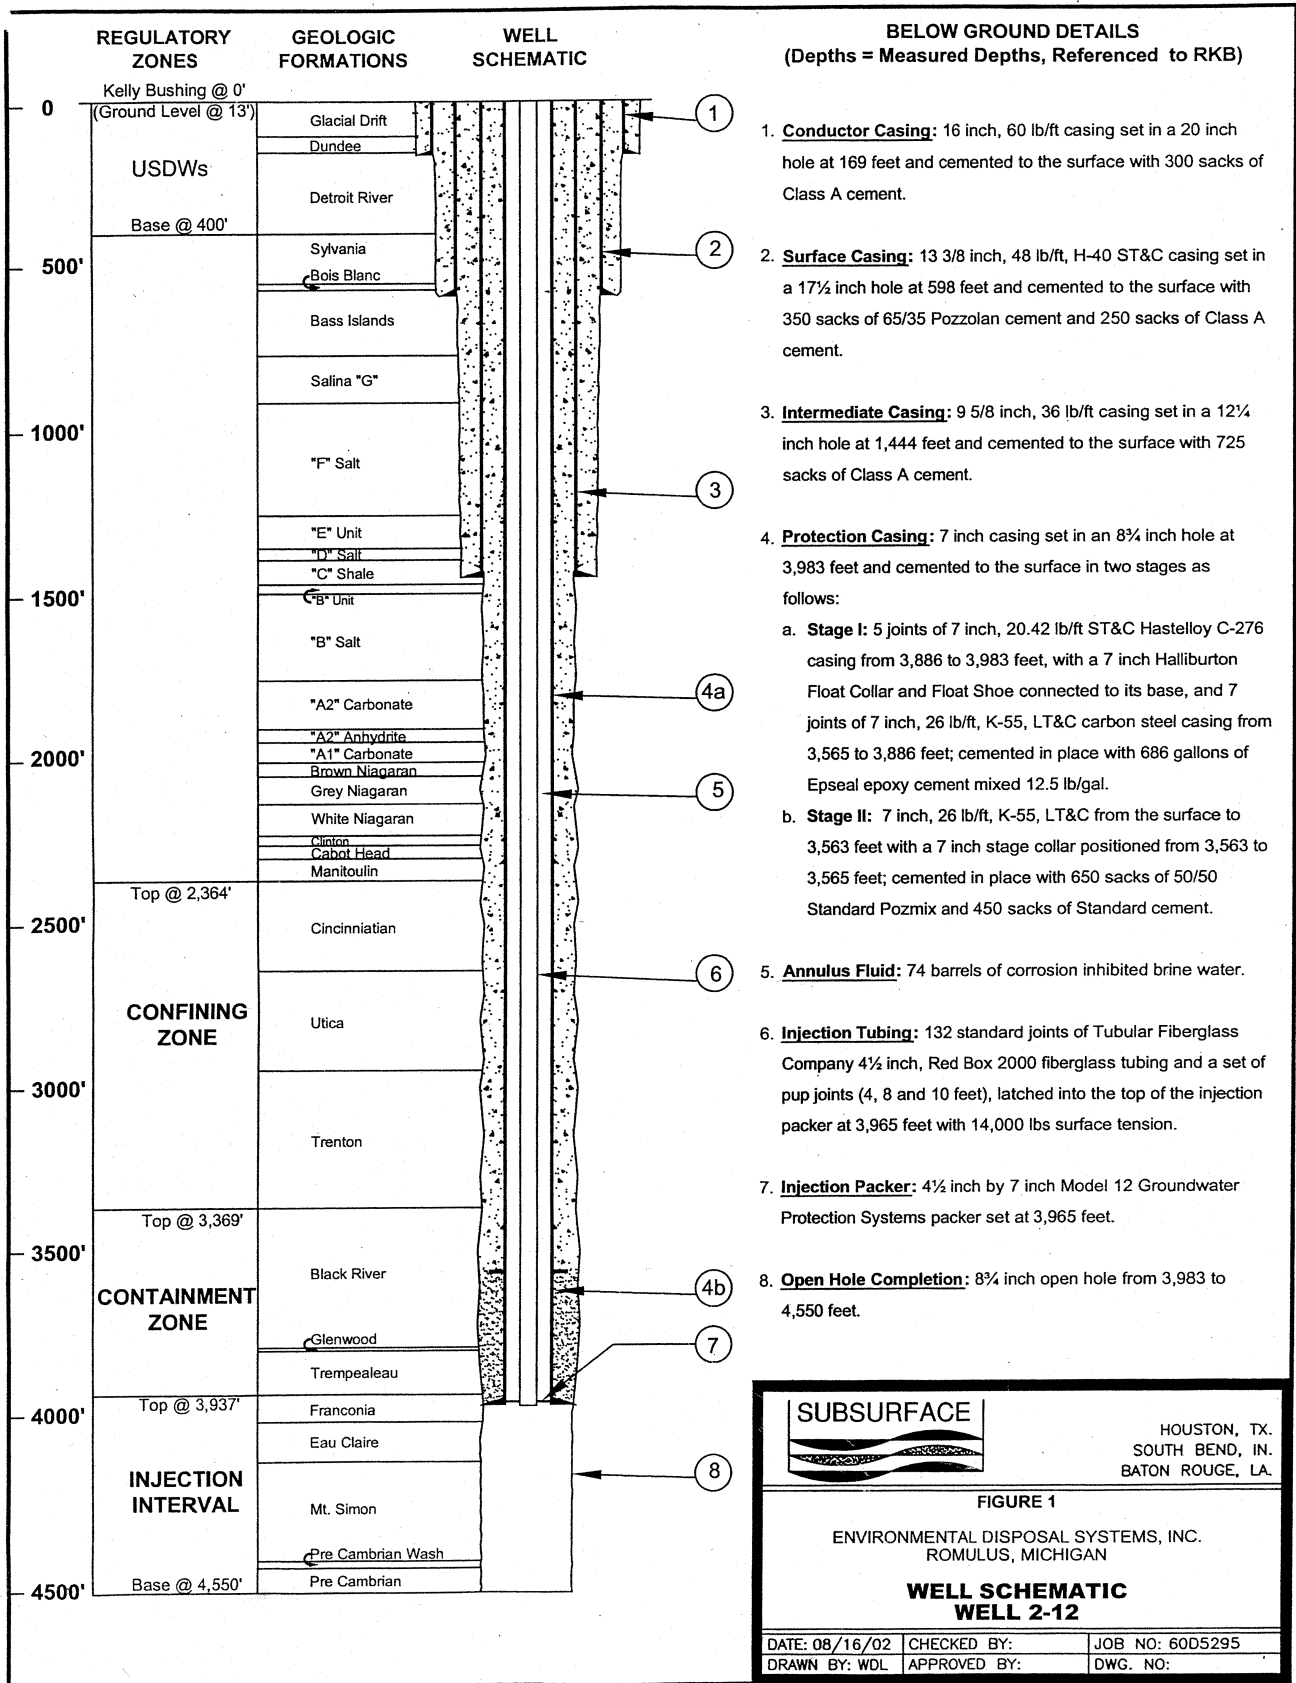 REGULATORY
ZONES
GEOLOGIC
FORMATIONS
WELL
SCHEMATIC
Kelly Bushing @ 0'
0
(Ground Level @ 13')
USDWs
Base @ 400'
500'
1000'
1500'
2000'
Top @ 2,364'
2500'
CONFINING
ZONE
3000'
Top @ 3,369'
3500'
CONTAINMENT
ZONE
Top @ 3,937'
4000'
INJECTION
INTERVAL
Base @ 4,550'
4500'
Glacial Drift
Dundee
Detroit River
Sylvania
Bois Blanc
Bass Islands
Salina "G"
"F" Salt
"E" Unit
"D" Salt
"C" Shale
"B" Unit
"B" Salt
"A2" Carbonate
"A2" Anhydrite
"A1" Carbonate
Brown Niagaran
Grey Niagaran
White Niagaran
Clinton
Cabot Head
Manitoulin
Cincinniatian
Utica
Trenton
Black River
Glenwood
Trempealeau
Franconia
Eau Claire
Mt. Simon
Pre Cambrian Wash
Pre Cambrian
1
2
3
4a
5
6
4b
7
8
BELOW GROUND DETAILS
(Depths = Measured Depths, Referenced to RKB)
1. Conductor Casing: 16 inch, 60 lb/ft casing set in a 20 inch
hole at 169 feet and cemented to the surface with 300 sacks of
Class A cement.
2. Surface Casing: 13 3/8 inch, 48 lb/ft, H-40 ST&C casing set in
a 17½ inch hole at 598 feet and cemented to the surface with
350 sacks of 65/35 Pozzolan cement and 250 sacks of Class A
cement.
3. Intermediate Casing: 9 5/8 inch, 36 lb/ft casing set in a 12¼
inch hole at 1,444 feet and cemented to the surface with 725
sacks of Class A cement.
4. Protection Casing: 7 inch casing set in an 8¾ inch hole at
3,983 feet and cemented to the surface in two stages as
follows:
a. Stage I: 5 joints of 7 inch, 20.42 lb/ft ST&C Hastelloy C-276
casing from 3,886 to 3,983 feet, with a 7 inch Halliburton
Float Collar and Float Shoe connected to its base, and 7
joints of 7 inch, 26 lb/ft, K-55, LT&C carbon steel casing from
3,565 to 3,886 feet; cemented in place with 686 gallons of
Epseal epoxy cement mixed 12.5 lb/gal.
b. Stage II: 7 inch, 26 lb/ft, K-55, LT&C from the surface to
3,563 feet with a 7 inch stage collar positioned from 3,563 to
3,565 feet; cemented in place with 650 sacks of 50/50
Standard Pozmix and 450 sacks of Standard cement.
5. Annulus Fluid: 74 barrels of corrosion inhibited brine water.
6. Injection Tubing: 132 standard joints of Tubular Fiberglass
Company 4½ inch, Red Box 2000 fiberglass tubing and a set of
pup joints (4, 8 and 10 feet), latched into the top of the injection
packer at 3,965 feet with 14,000 lbs surface tension.
7. Injection Packer: 4½ inch by 7 inch Model 12 Groundwater
Protection Systems packer set at 3,965 feet.
8. Open Hole Completion: 8¾ inch open hole from 3,983 to
4,550 feet.
SUBSURFACE
HOUSTON, TX.
SOUTH BEND, IN.
BATON ROUGE, LA.
FIGURE 1
ENVIRONMENTAL DISPOSAL SYSTEMS, INC.
ROMULUS, MICHIGAN
WELL SCHEMATIC
WELL 2-12
DATE: 08/16/02 CHECKED BY: JOB NO: 60D5295
DRAWN BY: WDL APPROVED BY: DWG. NO: